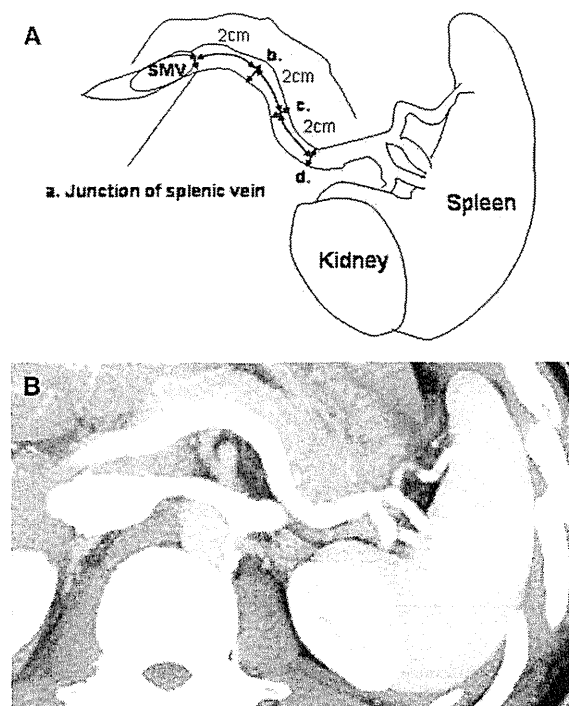 A
2cm
SMV
b.
2cm
c.
2cm
d.
a. Junction of splenic vein
Spleen
Kidney
B